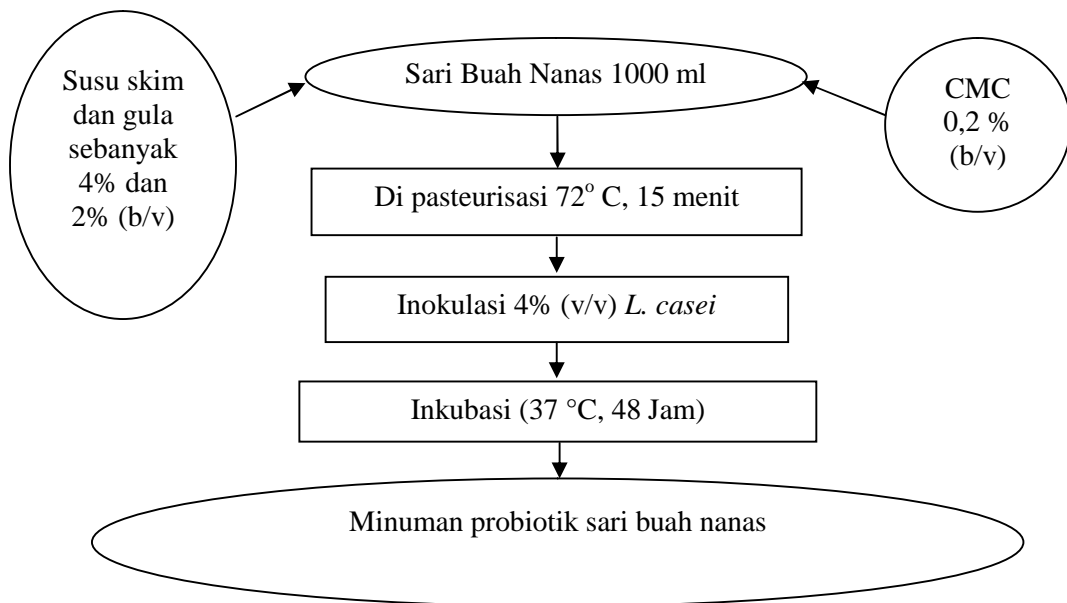 Susu skim
dan gula
sebanyak
4% dan
2% (b/v)
Sari Buah Nanas 1000 ml
CMC
0,2 %
(b/v)
Di pasteurisasi 72° C, 15 menit
Inokulasi 4% (v/v) L. casei
Inkubasi (37 °C, 48 Jam)
Minuman probiotik sari buah nanas